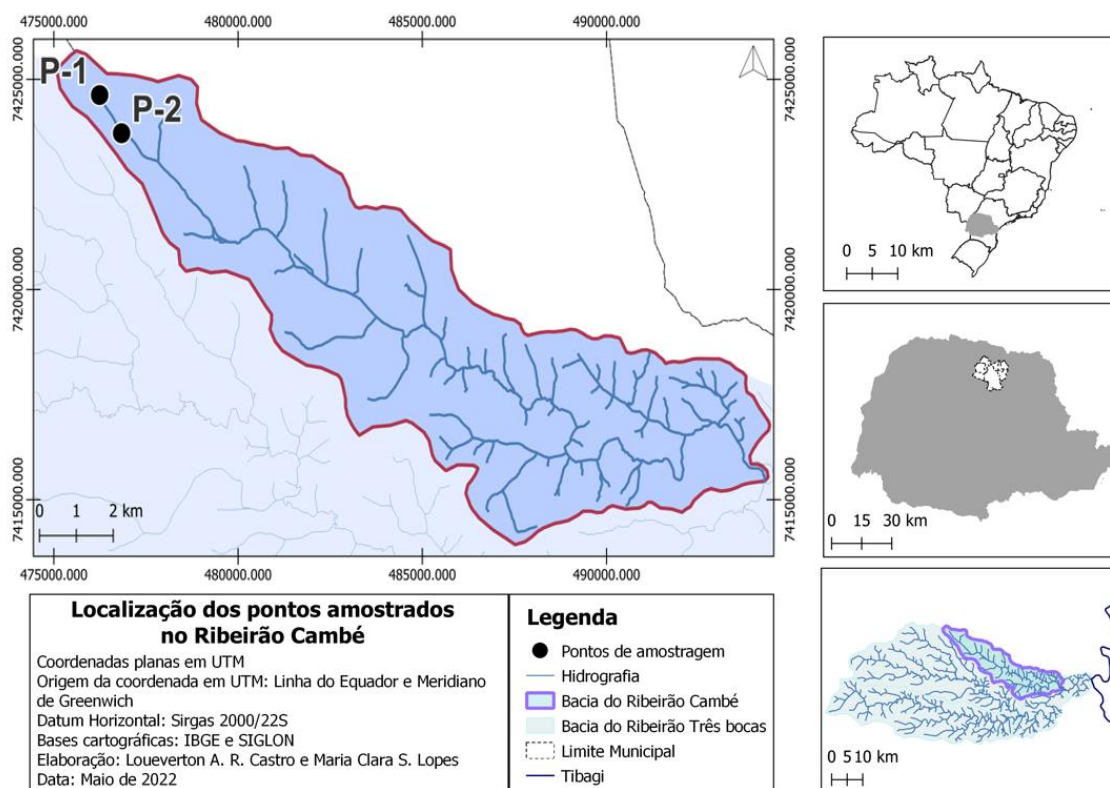 475000.000 480000.000 485000.000 490000.000
7425000.000 7425000.000
P-1
P-2
7420000.000 7420000.000
7415000.000 7415000.000
0 1 2 km
475000.000 480000.000 485000.000 490000.000
0 5 10 km
0 15 30 km
0 5 10 km
Localização dos pontos amostrados
no Ribeirão Cambé
Coordenadas planas em UTM
Origem da coordenada em UTM: Linha do Equador e Meridiano
de Greenwich
Datum Horizontal: Sirgas 2000/22S
Bases cartográficas: IBGE e SIGLON
Elaboração: Loueverton A. R. Castro e Maria Clara S. Lopes
Data: Maio de 2022
Legenda
Pontos de amostragem
Hidrografia
Bacia do Ribeirão Cambé
Bacia do Ribeirão Três bocas
Limite Municipal
Tibagi